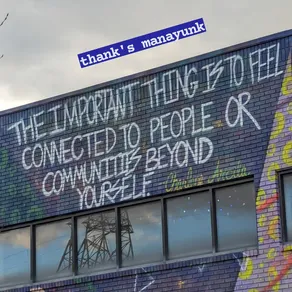 thank's manayunk
THE IMPORTANT THING IS TO FEEL
CONNECTED TO PEOPLE OR
COMMUNITIES BEYOND
YOURSELF